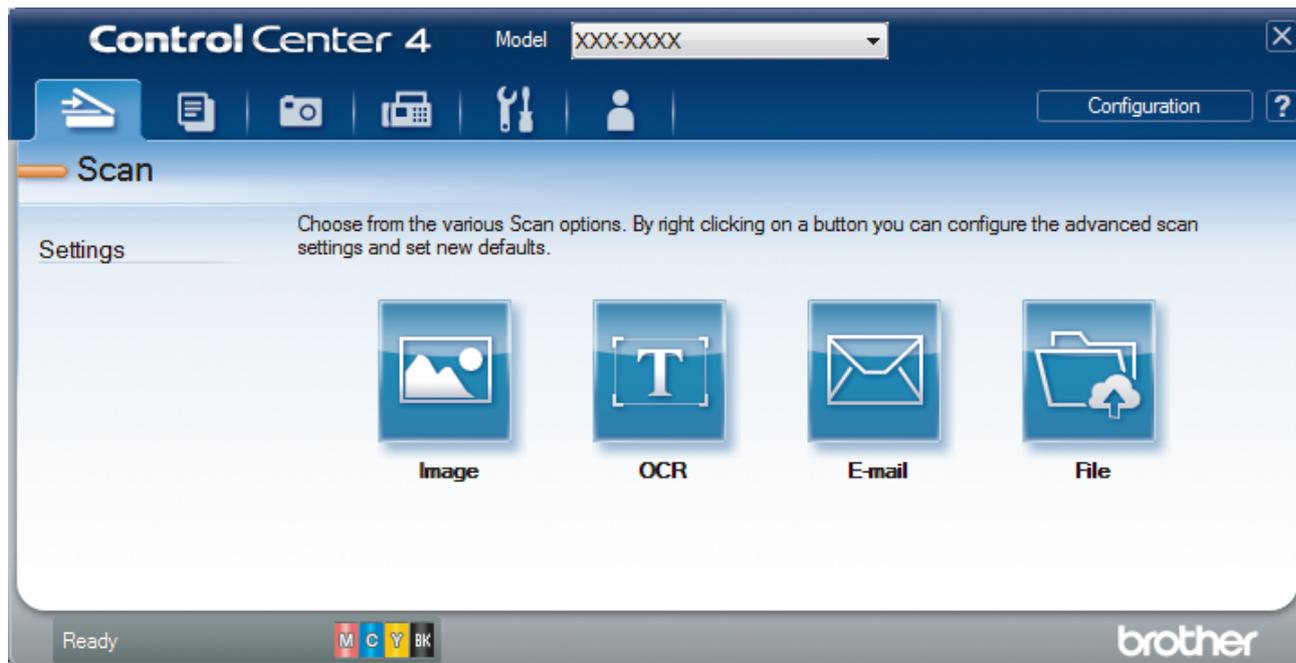 Control Center 4 Model XXX-XXXX
Configuration ?
Scan
Settings
Choose from the various Scan options. By right clicking on a button you can configure the advanced scan
settings and set new defaults.
T
Image OCR E-mail File
Ready M C Y BK brother